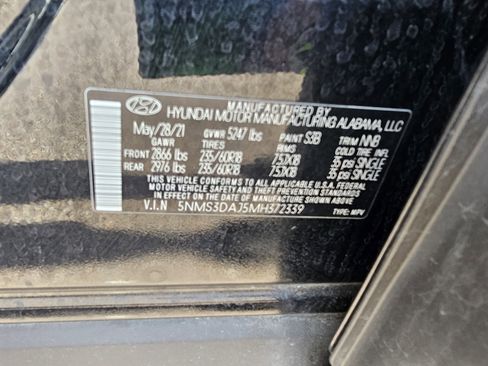 MANUFACTURED BY
HYUNDAI MOTOR MANUFACTURING ALABAMA, LLC
May/28/21 GVWR 5247 lbs PAINT S3B TRIM NNB
GAWR TIRES RIMS COLD TIRE INFL
FRONT 2866 lbs 235/60R18 7.5JX18 35 psi SINGLE
REAR 2976 lbs 235/60R18 7.5JX18 35 psi SINGLE
THIS VEHICLE CONFORMS TO ALL APPLICABLE U.S.A. FEDERAL
MOTOR VEHICLE SAFETY AND THEFT PREVENTION STANDARDS
IN EFFECT ON THE DATE OF MANUFACTURE SHOWN ABOVE.
V.I.N 5NMS3DAJ5MH372339 TYPE: MPV